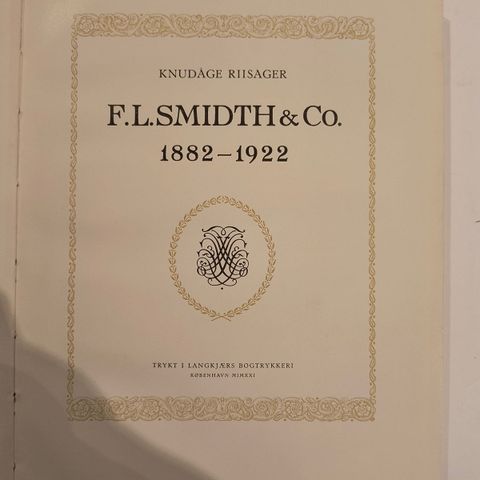 KNUDÅGE RIISAGER
F.L.SMIDTH & Co.
1882–1922
TRYKT I LANGKJÆRS BOGTRYKKERI
KØBENHAVN MCMXXI